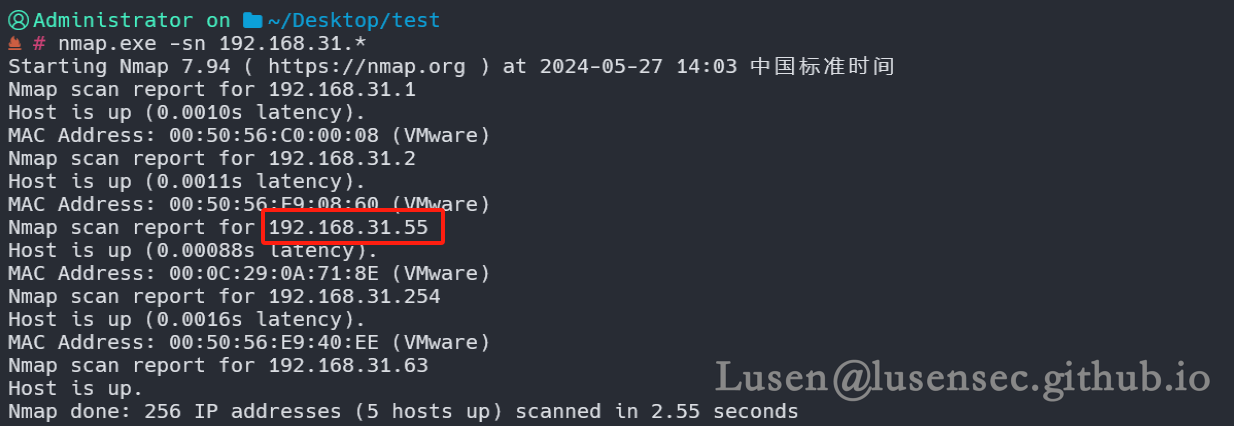 Administrator on ~/Desktop/test
# nmap.exe -sn 192.168.31.*
Starting Nmap 7.94 ( https://nmap.org ) at 2024-05-27 14:03 中国标准时间
Nmap scan report for 192.168.31.1
Host is up (0.0010s latency).
MAC Address: 00:50:56:C0:00:08 (VMware)
Nmap scan report for 192.168.31.2
Host is up (0.0011s latency).
MAC Address: 00:50:56:F9:08:60 (VMware)
Nmap scan report for 192.168.31.55
Host is up (0.00088s latency).
MAC Address: 00:0C:29:0A:71:8E (VMware)
Nmap scan report for 192.168.31.254
Host is up (0.0016s latency).
MAC Address: 00:50:56:E9:40:EE (VMware)
Nmap scan report for 192.168.31.63
Host is up.
Nmap done: 256 IP addresses (5 hosts up) scanned in 2.55 seconds
Lusen@lusensec.github.io